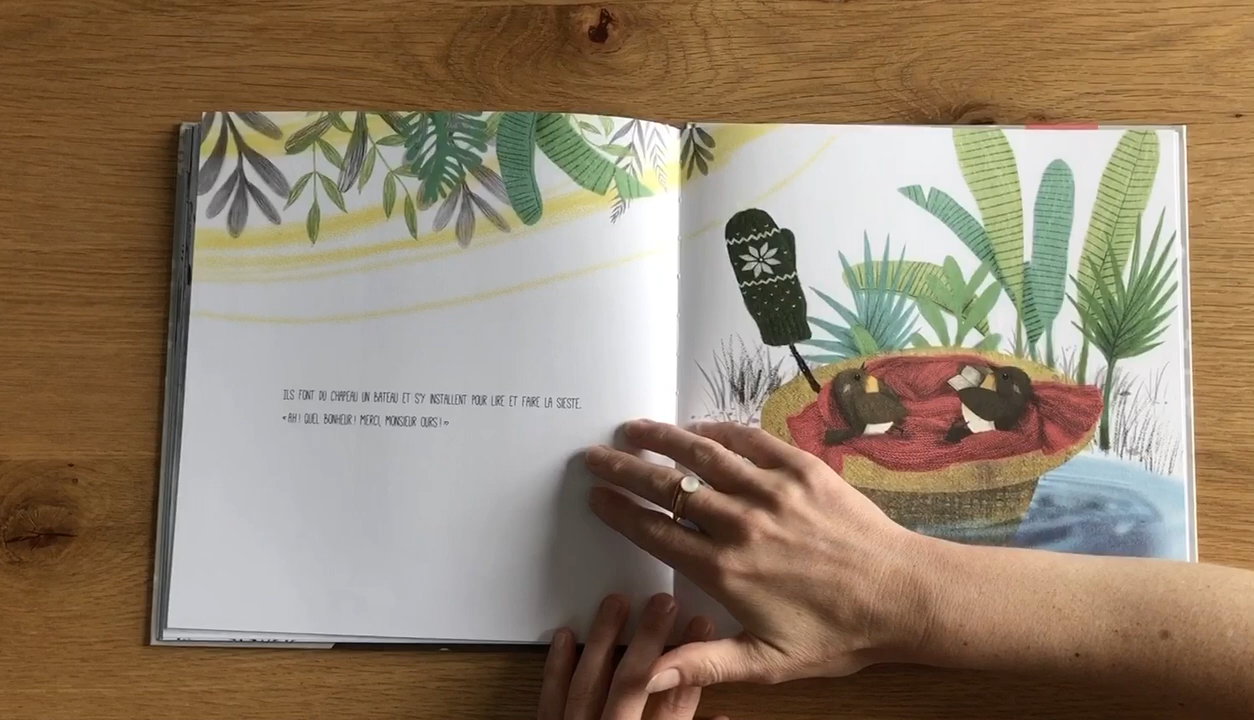 ILS FONT DU CHAPEAU UN BATEAU ET S'Y INSTALLENT POUR LIRE ET FAIRE LA SIESTE.
« AH ! QUEL BONHEUR ! MERCI, MONSIEUR OURS ! »